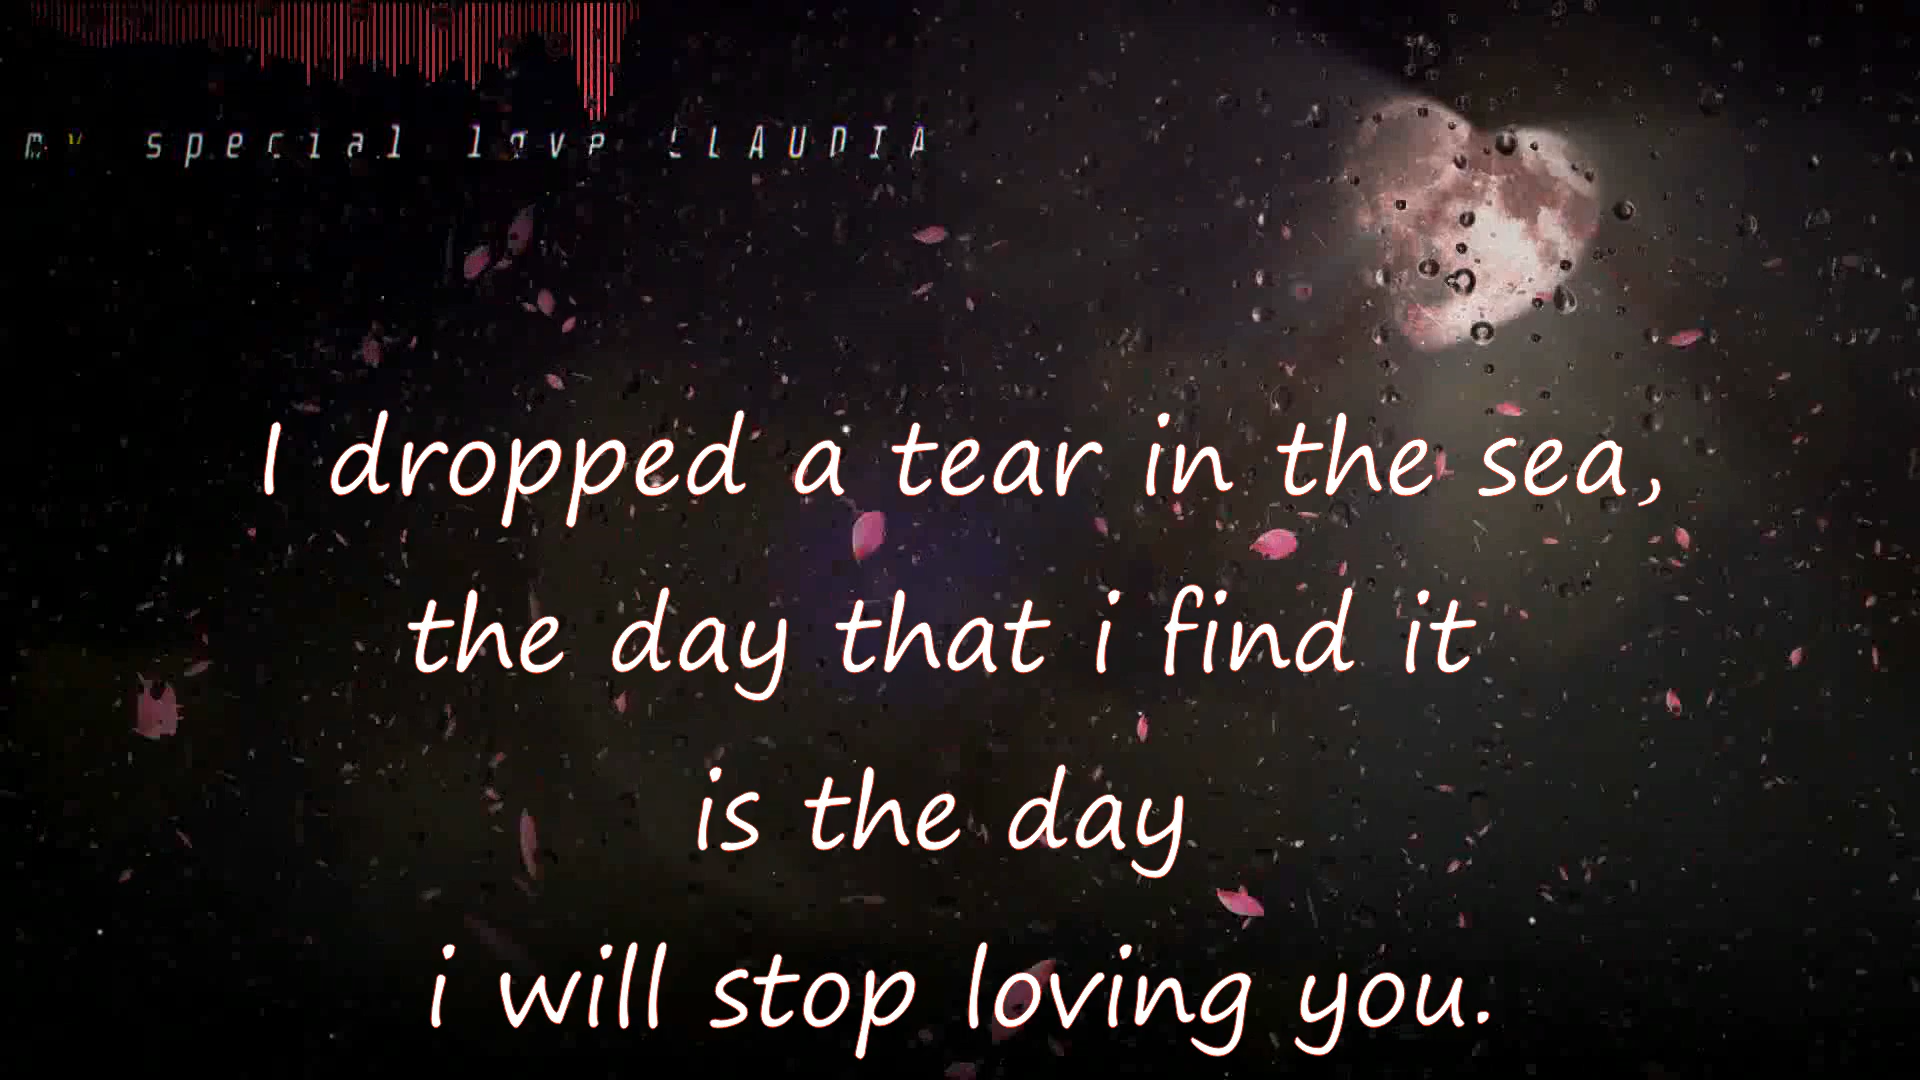 my special love CLAUDIA
I dropped a tear in the sea,
the day that i find it
is the day
i will stop loving you.